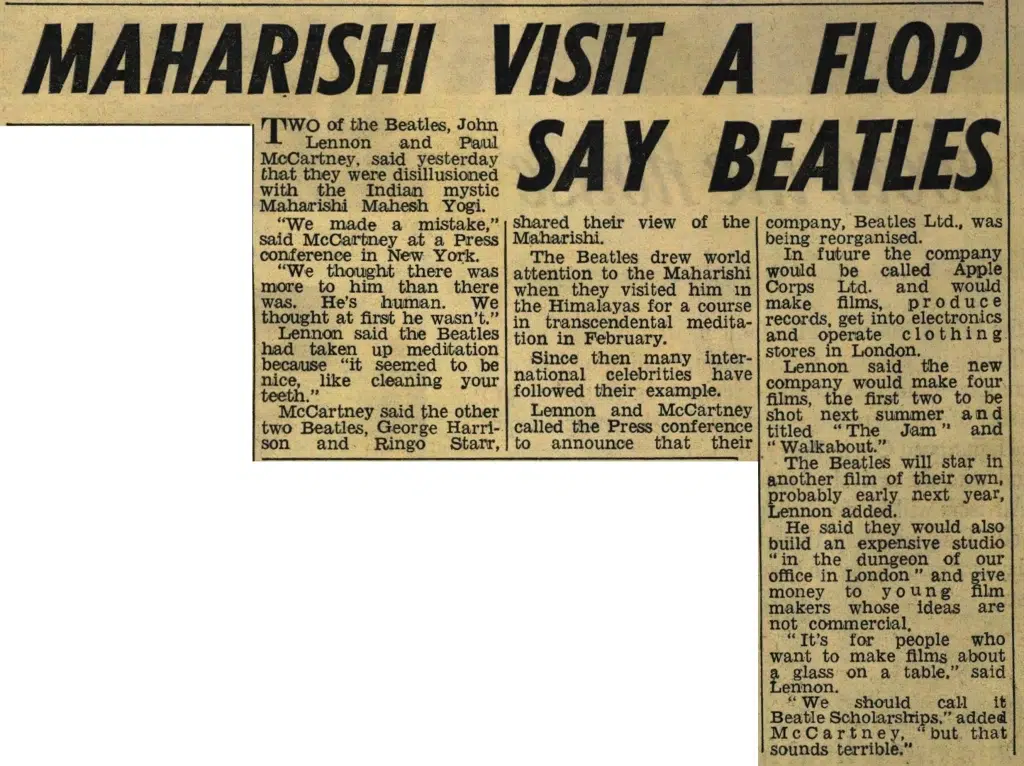 MAHARISHI VISIT A FLOP
SAY BEATLES
TWO of the Beatles, John
Lennon and Paul
McCartney, said yesterday
that they were disillusioned
with the Indian mystic
Maharishi Mahesh Yogi.
"We made a mistake,"
said McCartney at a Press
conference in New York.
"We thought there was
more to him than there
was. He's human. We
thought at first he wasn't."
Lennon said the Beatles
had taken up meditation
because "it seemed to be
nice, like cleaning your
teeth."
McCartney said the other
two Beatles, George Harri-
son and Ringo Starr,
shared their view of the
Maharishi.
The Beatles drew world
attention to the Maharishi
when they visited him in
the Himalayas for a course
in transcendental medita-
tion in February.
Since then many inter-
national celebrities have
followed their example.
Lennon and McCartney
called the Press conference
to announce that their
company, Beatles Ltd., was
being reorganised.
In future the company
would be called Apple
Corps Ltd. and would
make films, produce
records, get into electronics
and operate clothing
stores in London.
Lennon said the new
company would make four
films, the first two to be
shot next summer and
titled "The Jam" and
"Walkabout."
The Beatles will star in
another film of their own,
probably early next year,
Lennon added.
He said they would also
build an expensive studio
"in the dungeon of our
office in London" and give
money to young film
makers whose ideas are
not commercial.
"It's for people who
want to make films about
a glass on a table," said
Lennon.
"We should call it
Beatle Scholarships," added
McCartney, "but that
sounds terrible."